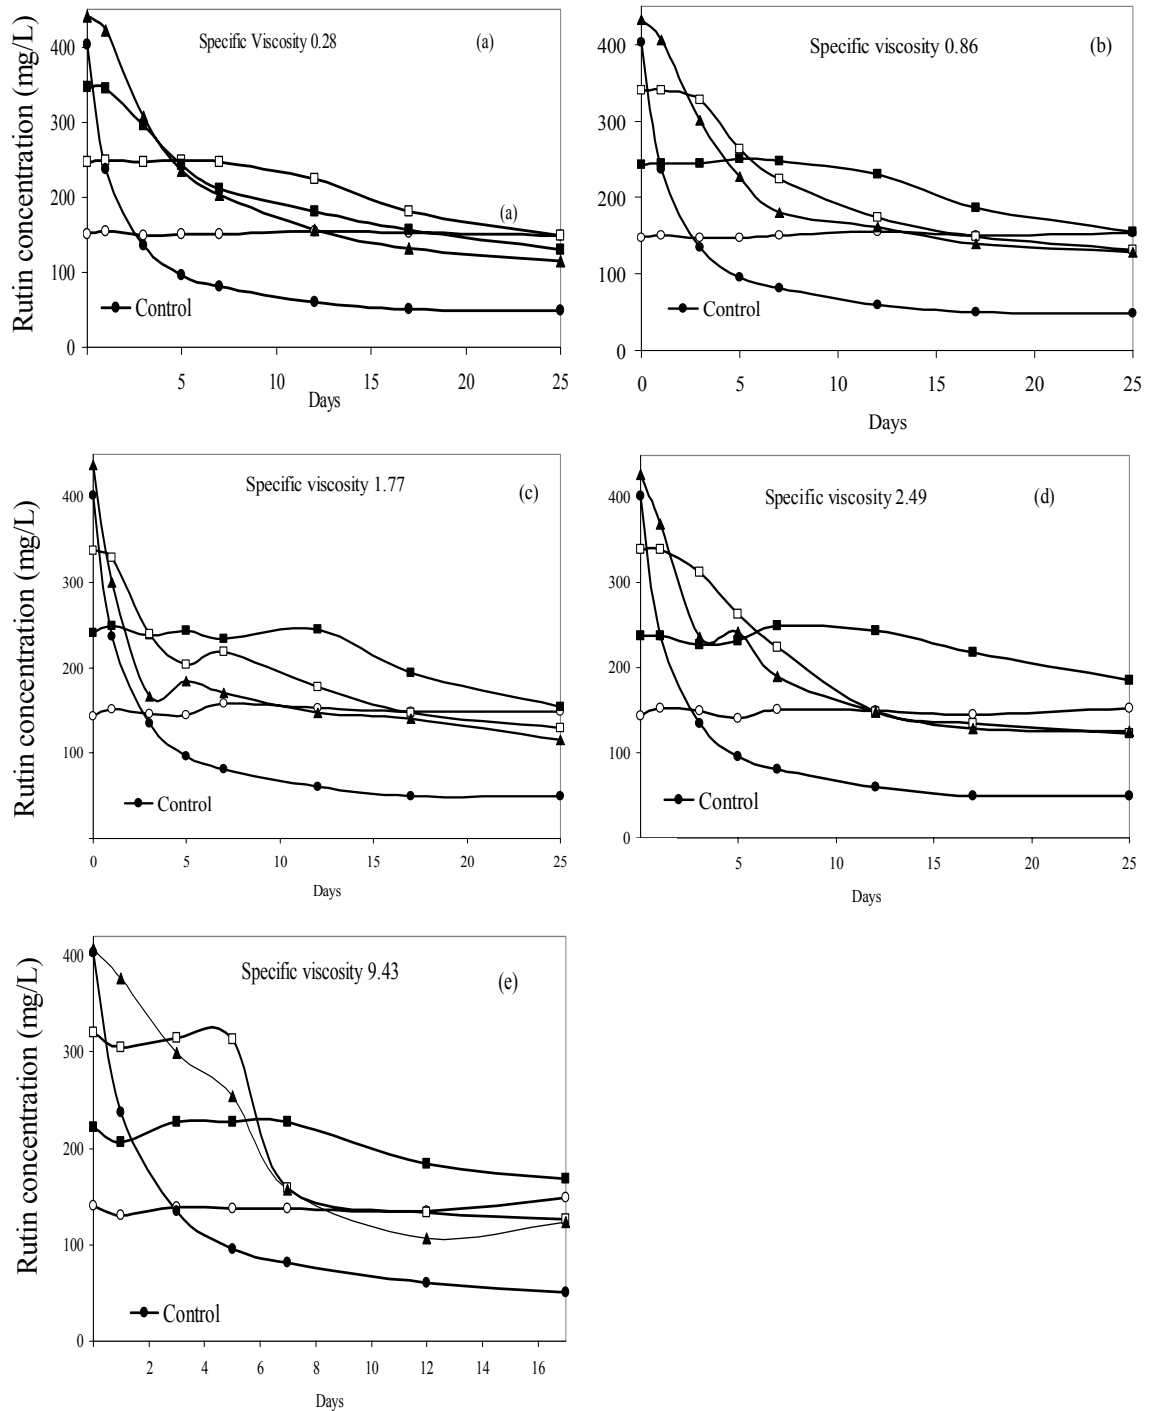 Rutin concentration (mg/L)
Specific Viscosity 0.28
(a)
400
300
200
100
0
(a)
Control
5 10 15 20 25
Days
Specific viscosity 0.86
(b)
400
300
200
100
0
Control
0 5 10 15 20 25
Days
Rutin concentration (mg/L)
Specific viscosity 1.77
(c)
400
300
200
100
Control
0 5 10 15 20 25
Days
Specific viscosity 2.49
(d)
400
300
200
100
0
Control
5 10 15 20 25
Days
Rutin concentration (mg/L)
Specific viscosity 9.43
(e)
400
300
200
100
0
Control
2 4 6 8 10 12 14 16
Days